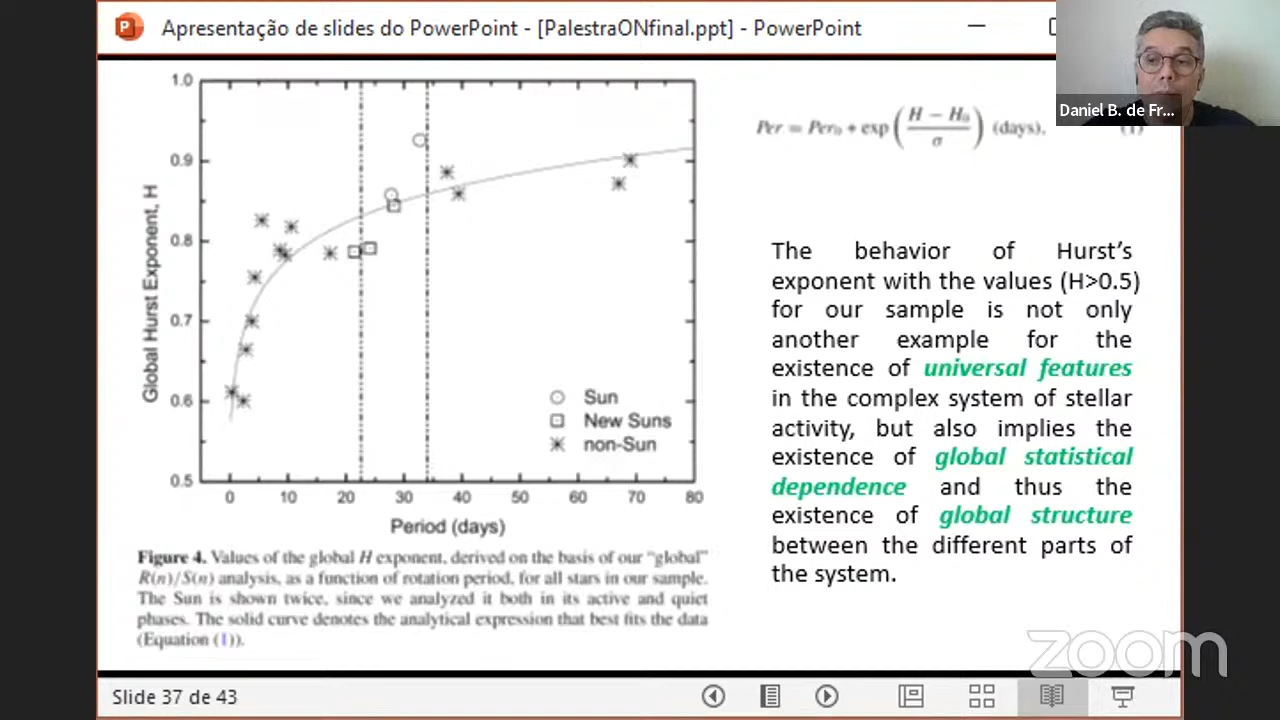 Apresentação de slides do PowerPoint - [PalestraONfinal.ppt] - PowerPoint
Daniel B. de Fr...
Per = Per₀ + exp((H − H₀)/σ) (days), (1)
1.0
0.9
0.8
0.7
0.6
0.5
Global Hurst Exponent, H
Sun
New Suns
non-Sun
0 10 20 30 40 50 60 70 80
Period (days)
Figure 4. Values of the global H exponent, derived on the basis of our “global”
R(n)/S(n) analysis, as a function of rotation period, for all stars in our sample.
The Sun is shown twice, since we analyzed it both in its active and quiet
phases. The solid curve denotes the analytical expression that best fits the data
(Equation (1)).
The behavior of Hurst’s
exponent with the values (H>0.5)
for our sample is not only
another example for the
existence of universal features
in the complex system of stellar
activity, but also implies the
existence of global statistical
dependence and thus the
existence of global structure
between the different parts of
the system.
zoom
Slide 37 de 43